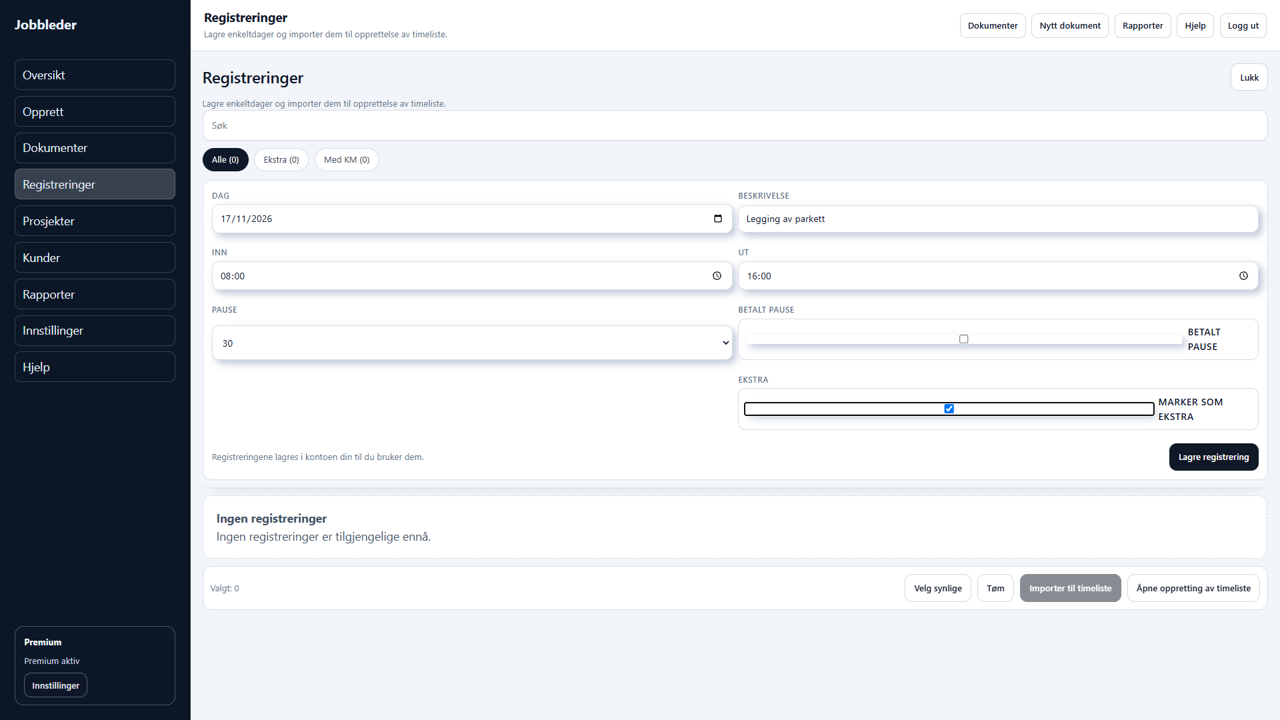 Jobbleder
Oversikt
Opprett
Dokumenter
Registreringer
Prosjekter
Kunder
Rapporter
Innstillinger
Hjelp
Premium
Premium aktiv
Innstillinger
Registreringer
Lagre enkeltdager og importer dem til opprettelse av timeliste.
Dokumenter
Nytt dokument
Rapporter
Hjelp
Logg ut
Registreringer
Lukk
Lagre enkeltdager og importer dem til opprettelse av timeliste.
Søk
Alle (0)
Ekstra (0)
Med KM (0)
DAG
17/11/2026
BESKRIVELSE
Legging av parkett
INN
08:00
UT
16:00
PAUSE
30
BETALT PAUSE
BETALT
PAUSE
EKSTRA
MARKER SOM
EKSTRA
Registreringene lagres i kontoen din til du bruker dem.
Lagre registrering
Ingen registreringer
Ingen registreringer er tilgjengelige ennå.
Valgt: 0
Velg synlige
Tøm
Importer til timeliste
Åpne oppretting av timeliste